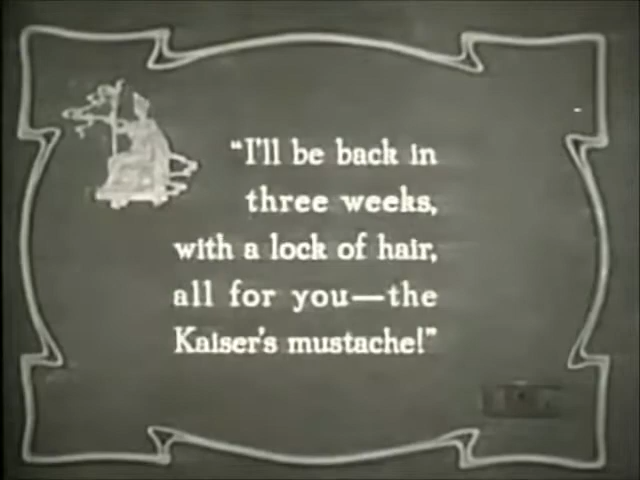 "I'll be back in
three weeks,
with a lock of hair,
all for you—the
Kaiser's mustache!"